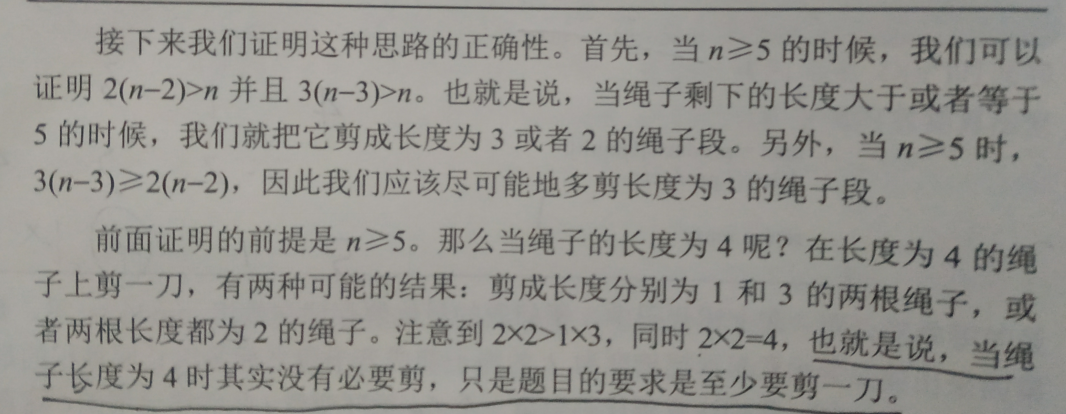 接下来我们证明这种思路的正确性。首先，当 n≥5 的时候，我们可以
证明 2(n−2)>n 并且 3(n−3)>n。也就是说，当绳子剩下的长度大于或者等于
5 的时候，我们就把它剪成长度为 3 或者 2 的绳子段。另外，当 n≥5 时，
3(n−3)≥2(n−2)，因此我们应该尽可能地多剪长度为 3 的绳子段。
前面证明的前提是 n≥5。那么当绳子的长度为 4 呢？在长度为 4 的绳
子上剪一刀，有两种可能的结果：剪成长度分别为 1 和 3 的两根绳子，或
者两根长度都为 2 的绳子。注意到 2×2>1×3，同时 2×2=4，也就是说，当绳
子长度为 4 时其实没有必要剪，只是题目的要求是至少要剪一刀。